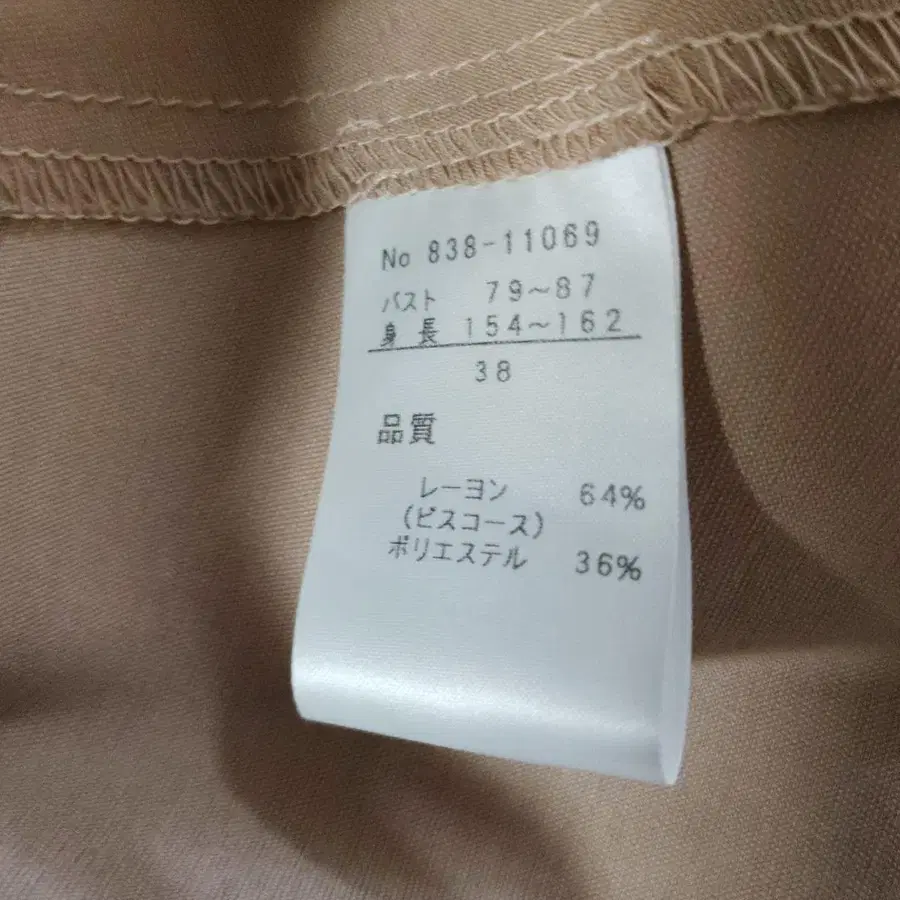 No 838-11069
バスト 79~87
身長 154~162
38
品質
レーヨン 64%
(ビスコース)
ポリエステル 36%